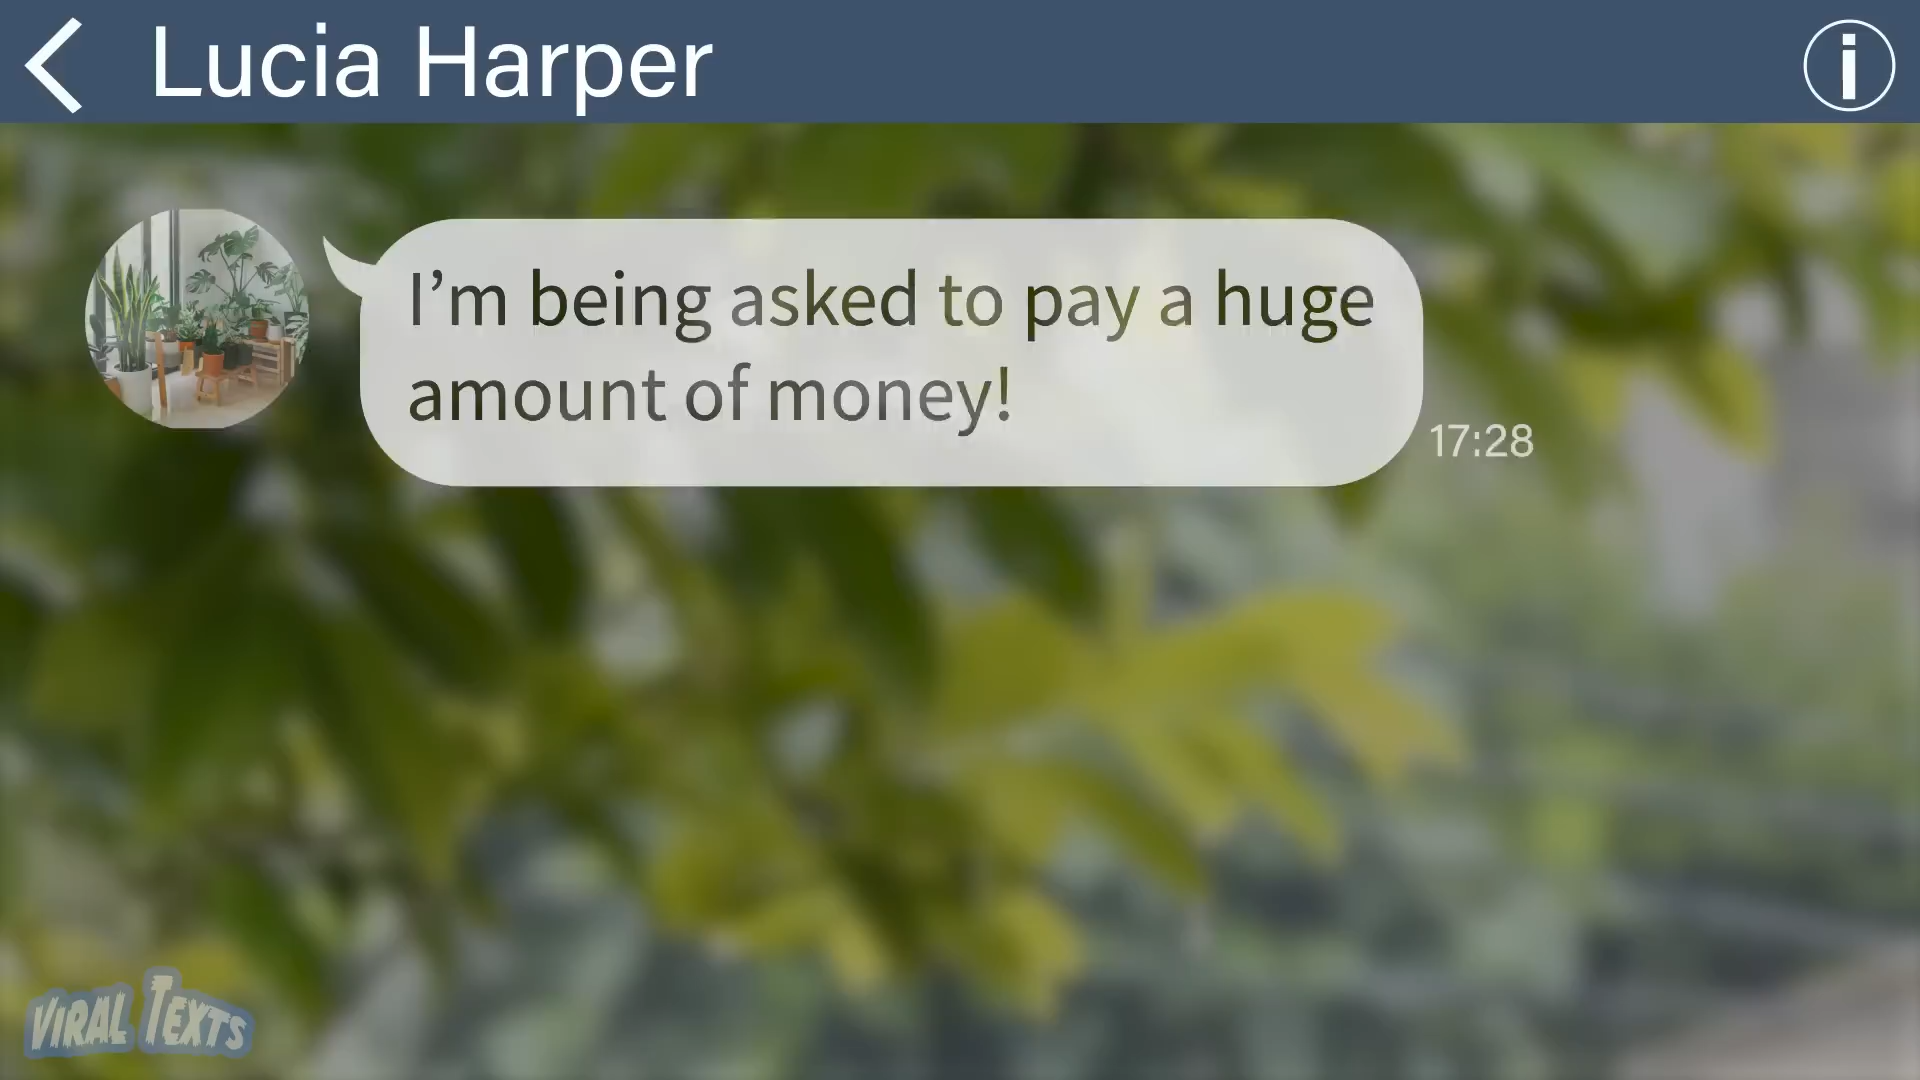 Lucia Harper
I’m being asked to pay a huge
amount of money!
17:28
VIRAL TEXTS